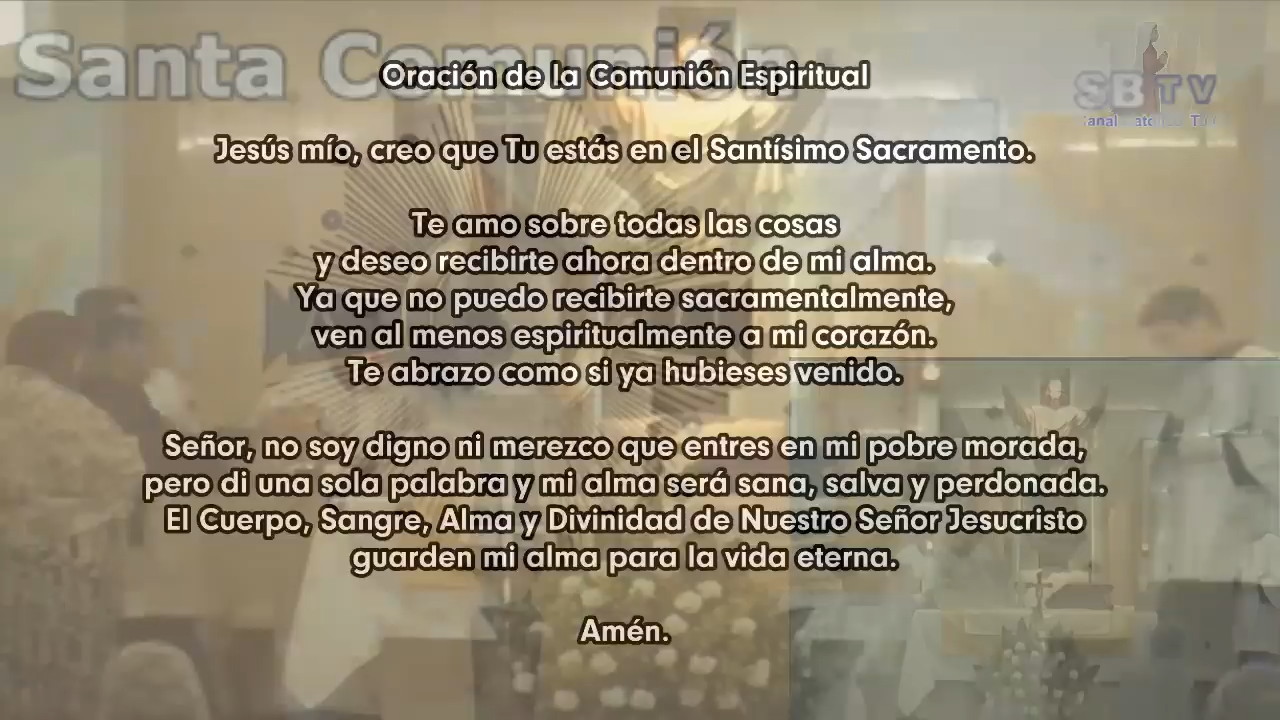 Santa Comunión
Oración de la Comunión Espiritual
SBTV
Jesús mío, creo que Tu estás en el Santísimo Sacramento.
Te amo sobre todas las cosas
y deseo recibirte ahora dentro de mi alma.
Ya que no puedo recibirte sacramentalmente,
ven al menos espiritualmente a mi corazón.
Te abrazo como si ya hubieses venido.
Señor, no soy digno ni merezco que entres en mi pobre morada,
pero di una sola palabra y mi alma será sana, salva y perdonada.
El Cuerpo, Sangre, Alma y Divinidad de Nuestro Señor Jesucristo
guarden mi alma para la vida eterna.
Amén.